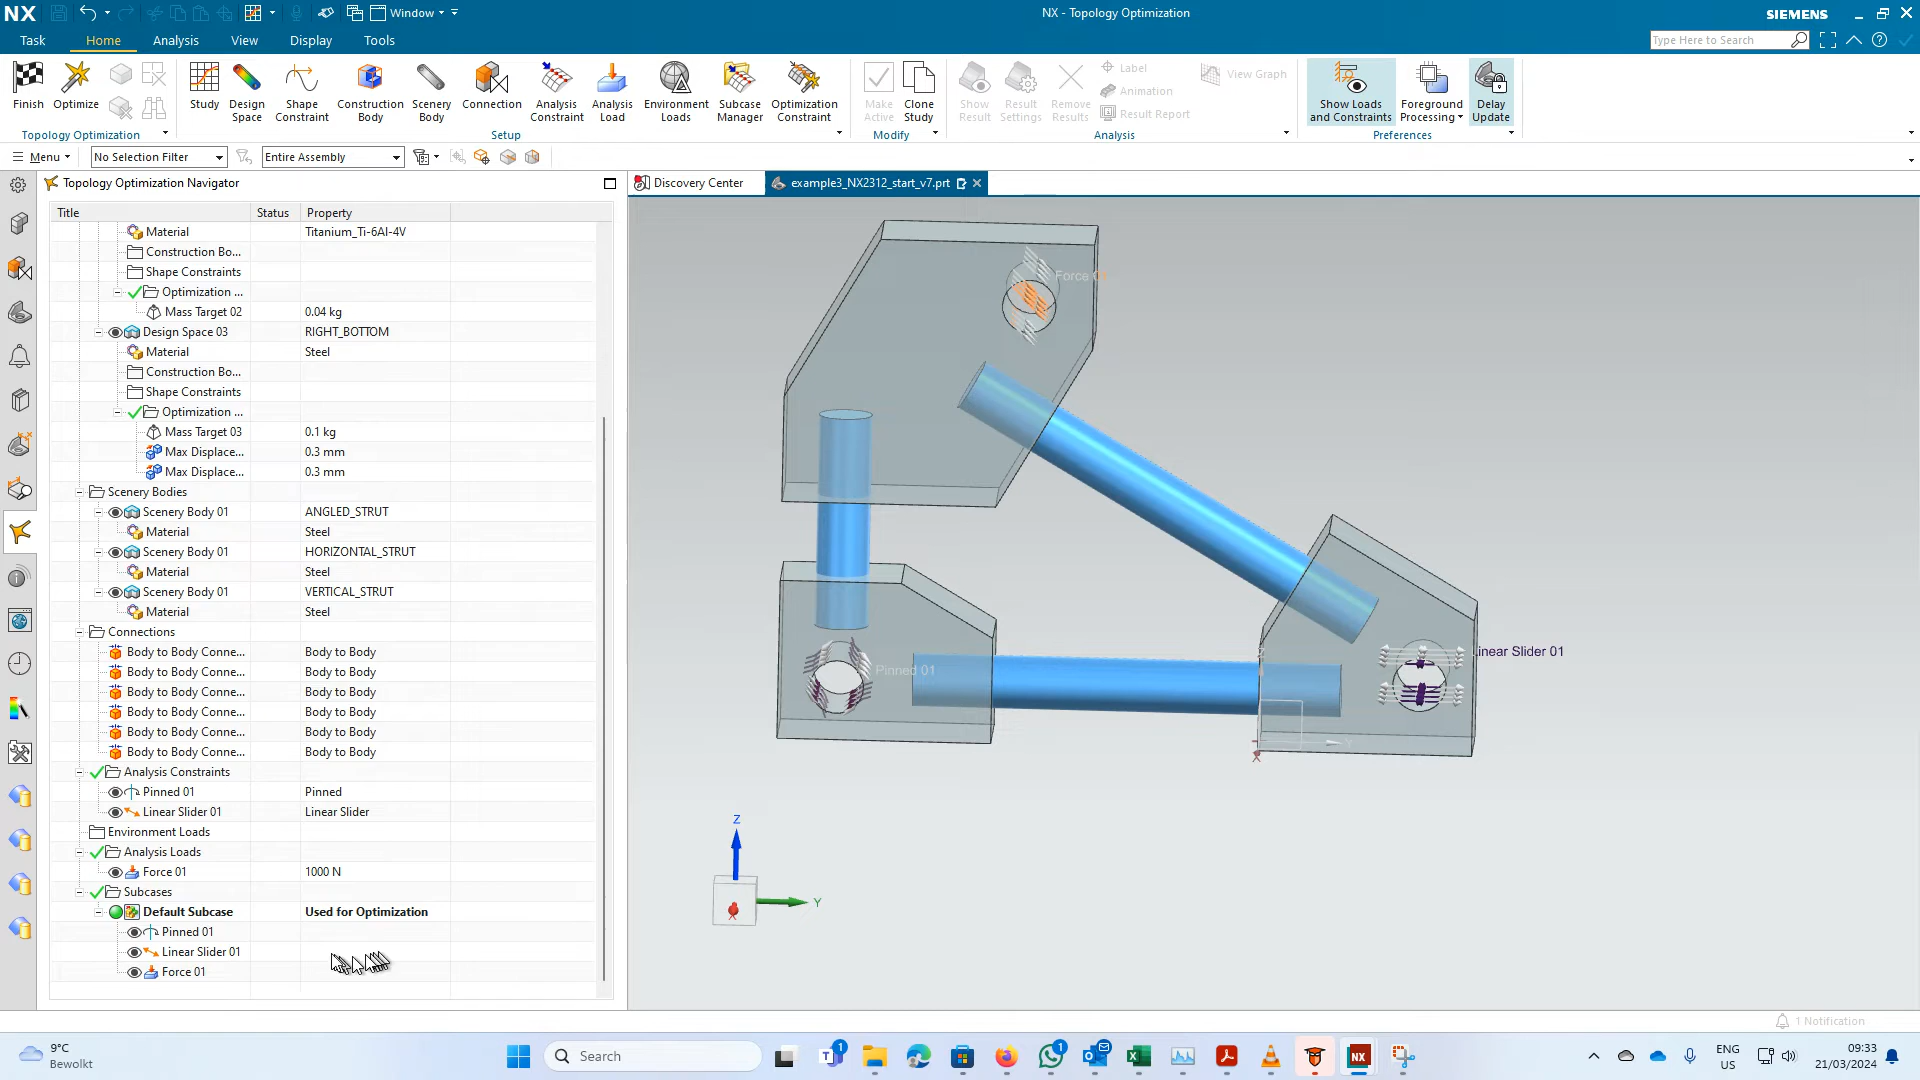 NX
Window
NX - Topology Optimization
SIEMENS
Task
Home
Analysis
View
Display
Tools
Type Here to Search
Finish
Optimize
Study
Design Space
Shape Constraint
Construction Body
Scenery Body
Connection
Analysis Constraint
Analysis Load
Environment Loads
Subcase Manager
Optimization Constraint
Make Active
Clone Study
Show Result
Result Settings
Remove Results
Label
Animation
Result Report
View Graph
Show Loads and Constraints
Foreground Processing
Delay Update
Topology Optimization
Setup
Modify
Analysis
Preferences
Menu
No Selection Filter
Entire Assembly
Topology Optimization Navigator
Discovery Center
example3_NX2312_start_v7.prt
Title Status Property
Material Titanium_Ti-6Al-4V
Construction Bo...
Shape Constraints
Optimization ...
Mass Target 02 0.04 kg
Design Space 03 RIGHT_BOTTOM
Material Steel
Construction Bo...
Shape Constraints
Optimization ...
Mass Target 03 0.1 kg
Max Displace... 0.3 mm
Max Displace... 0.3 mm
Scenery Bodies
Scenery Body 01 ANGLED_STRUT
Material Steel
Scenery Body 01 HORIZONTAL_STRUT
Material Steel
Scenery Body 01 VERTICAL_STRUT
Material Steel
Connections
Body to Body Conne... Body to Body
Body to Body Conne... Body to Body
Body to Body Conne... Body to Body
Body to Body Conne... Body to Body
Body to Body Conne... Body to Body
Body to Body Conne... Body to Body
Analysis Constraints
Pinned 01 Pinned
Linear Slider 01 Linear Slider
Environment Loads
Analysis Loads
Force 01 1000 N
Subcases
Default Subcase Used for Optimization
Pinned 01
Linear Slider 01
Force 01
Force 01
Pinned 01
Linear Slider 01
Y
X
Z
Y
X
1 Notification
9°C
Bewolkt
Search
1
1
NX
ENG
US
09:33
21/03/2024